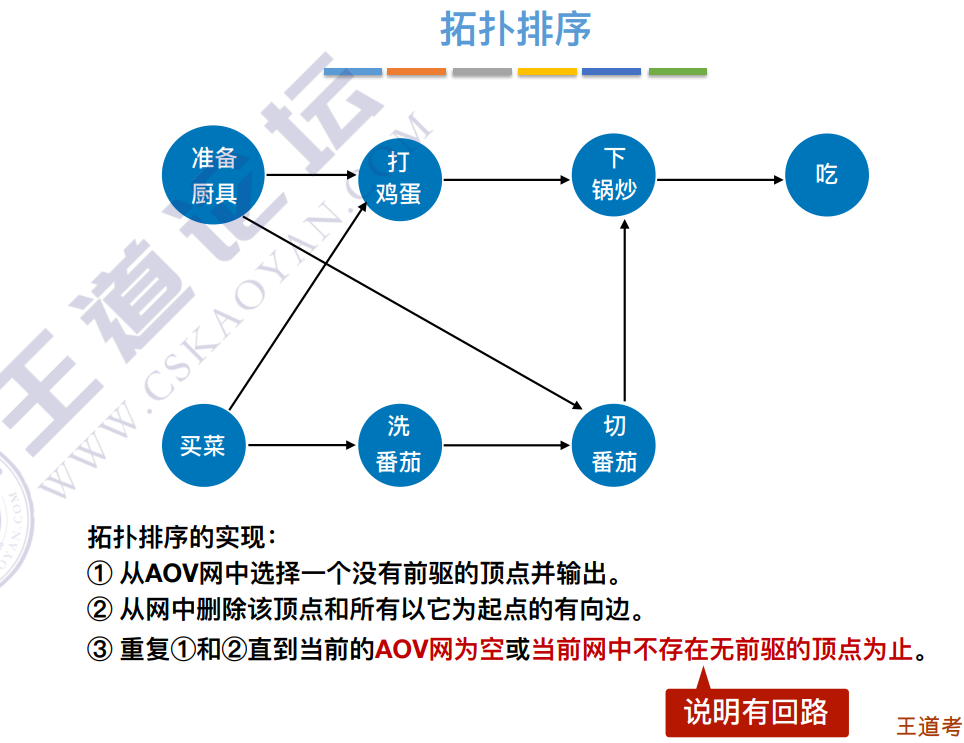 拓扑排序
准备
厨具
打
鸡蛋
下
锅炒
吃
买菜
洗
番茄
切
番茄
拓扑排序的实现：
① 从AOV网中选择一个没有前驱的顶点并输出。
② 从网中删除该顶点和所有以它为起点的有向边。
③ 重复①和②直到当前的AOV网为空或当前网中不存在无前驱的顶点为止。
说明有回路
王道考
王道论坛
WWW.CSKAOYAN.COM